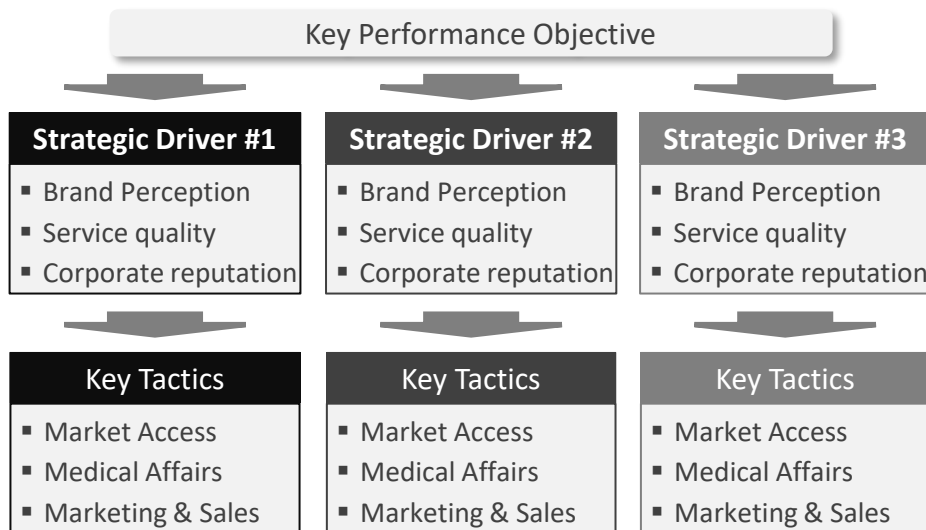 Key Performance Objective
Strategic Driver #1
▪ Brand Perception
▪ Service quality
▪ Corporate reputation
Strategic Driver #2
▪ Brand Perception
▪ Service quality
▪ Corporate reputation
Strategic Driver #3
▪ Brand Perception
▪ Service quality
▪ Corporate reputation
Key Tactics
▪ Market Access
▪ Medical Affairs
▪ Marketing & Sales
Key Tactics
▪ Market Access
▪ Medical Affairs
▪ Marketing & Sales
Key Tactics
▪ Market Access
▪ Medical Affairs
▪ Marketing & Sales